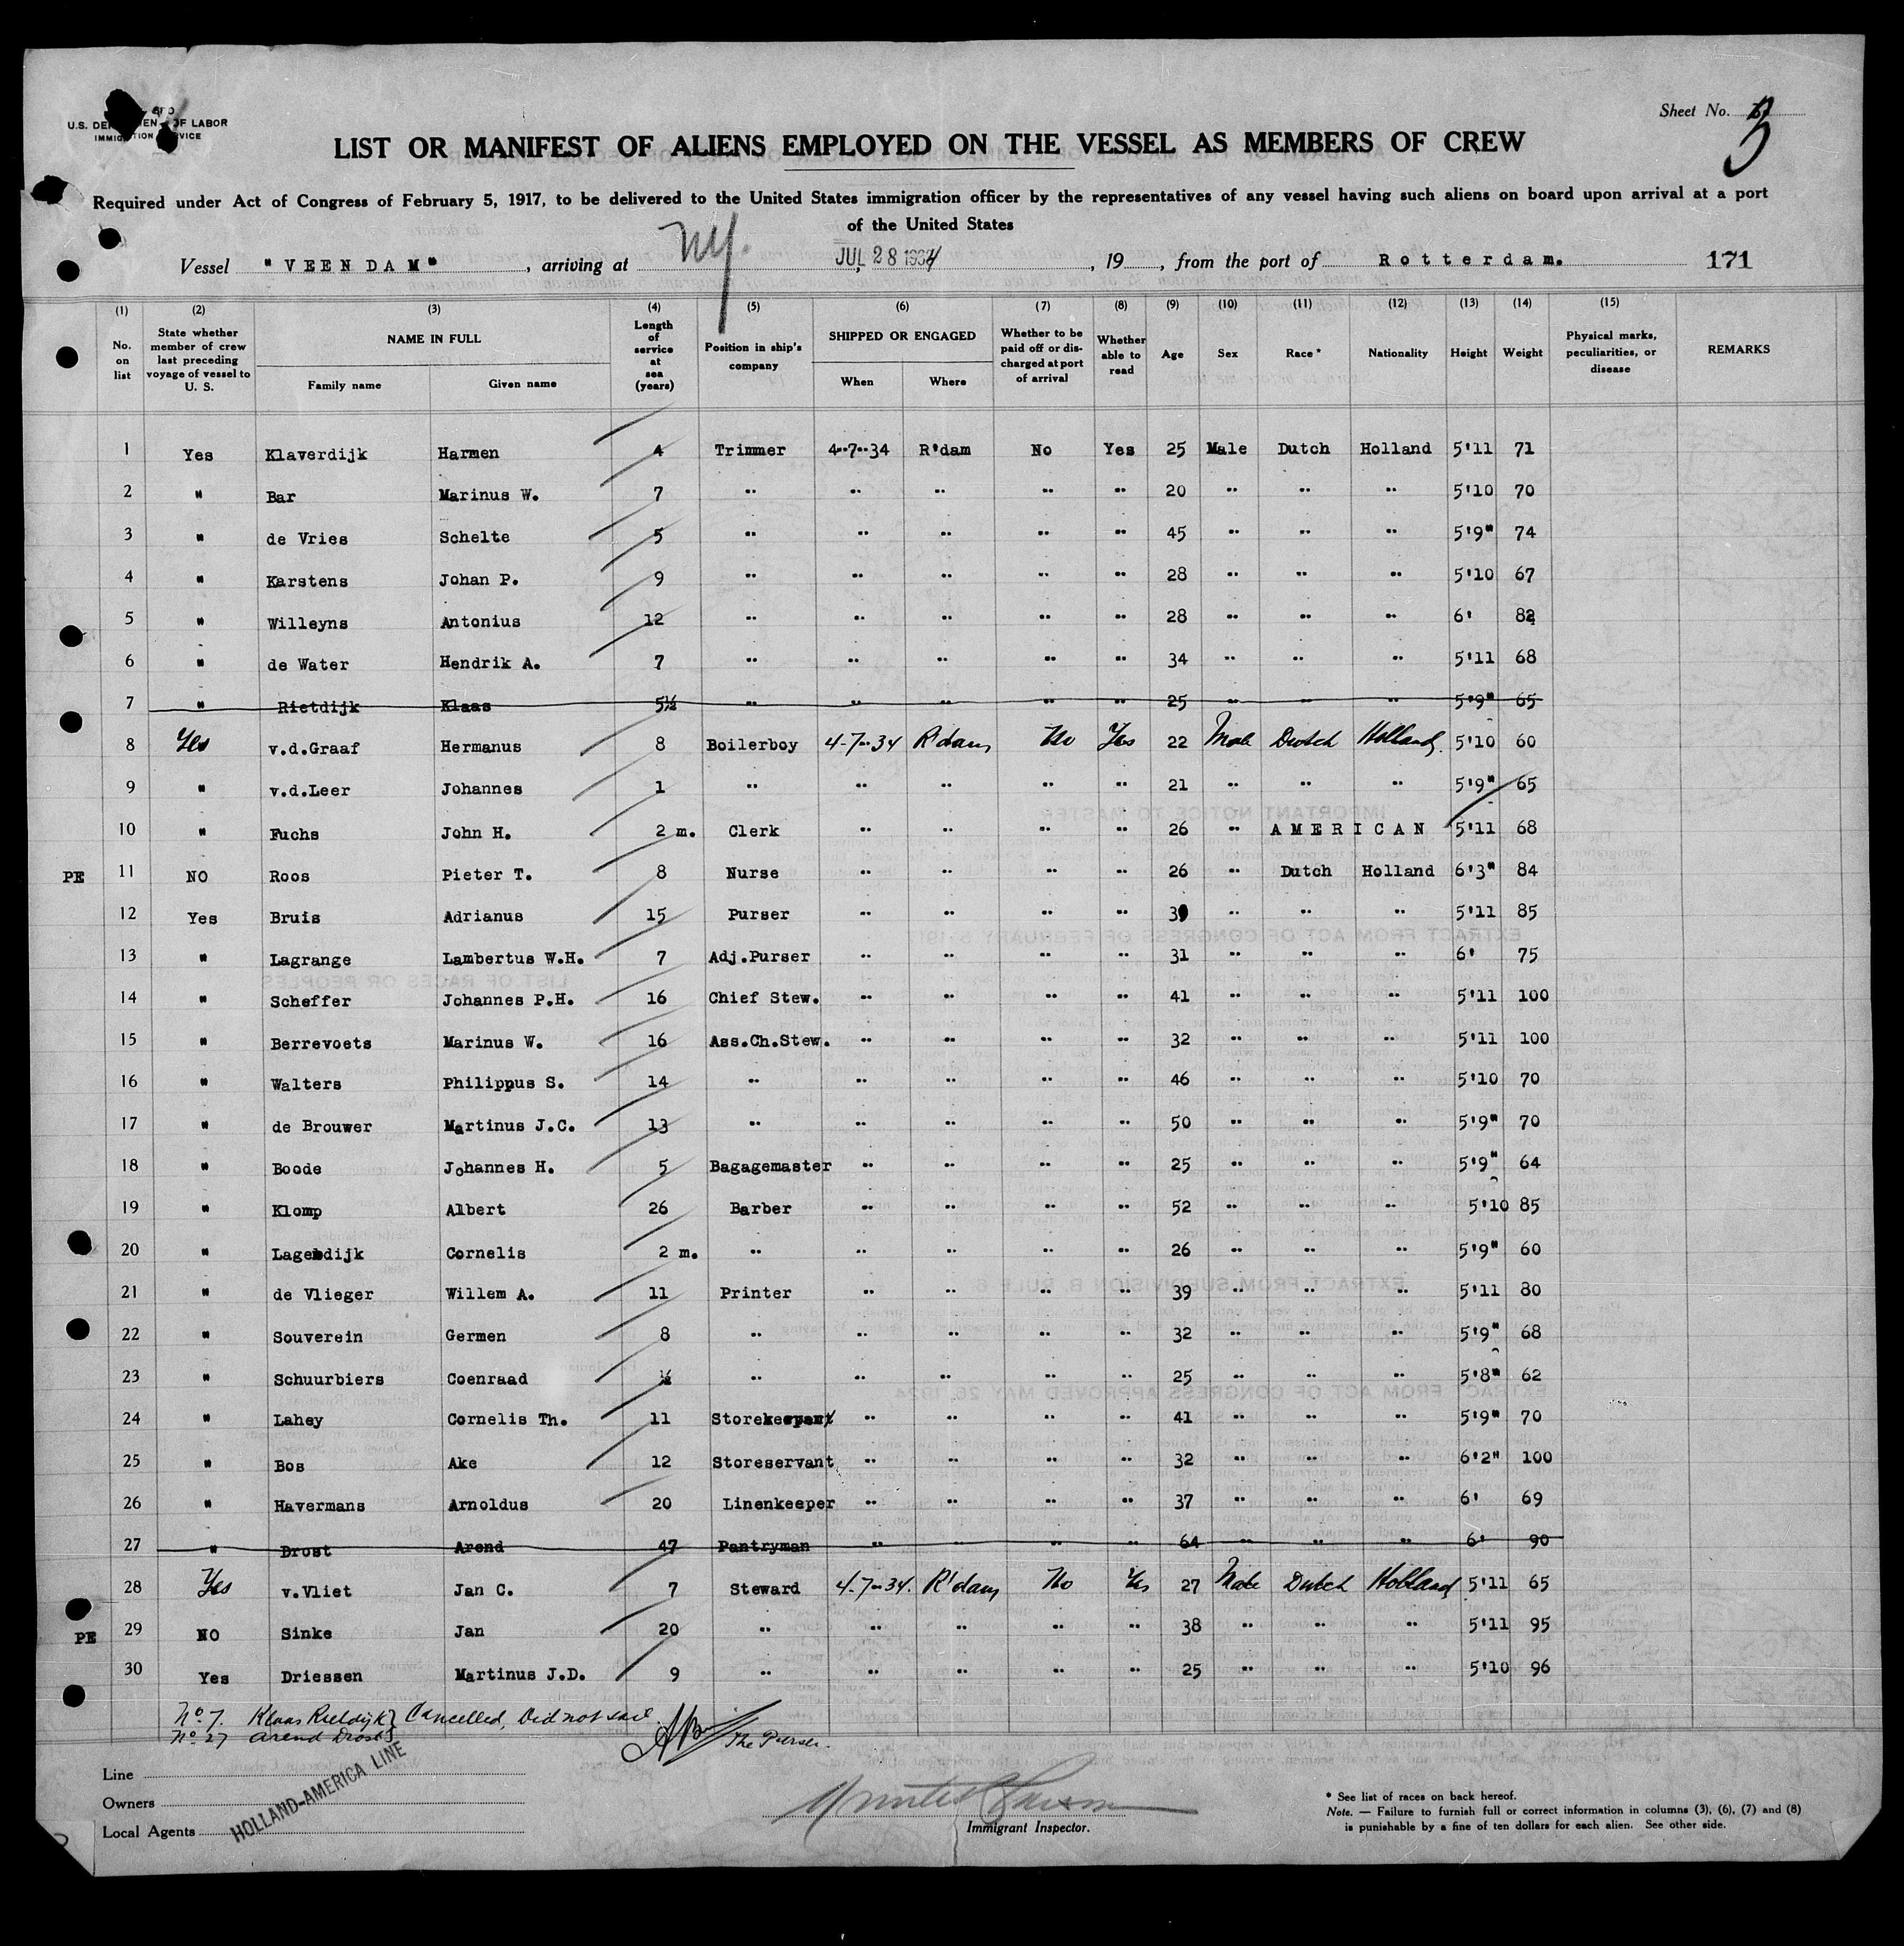 U.S. DEPARTMENT OF LABOR
IMMIGRATION SERVICE
Sheet No. 3
LIST OR MANIFEST OF ALIENS EMPLOYED ON THE VESSEL AS MEMBERS OF CREW
Required under Act of Congress of February 5, 1917, to be delivered to the United States immigration officer by the representatives of any vessel having such aliens on board upon arrival at a port
of the United States
Vessel "VEENDAM", arriving at NY. JUL 28 1934, 19, from the port of Rotterdam. 171
(1) (2) (3) (4) (5) (6) (7) (8) (9) (10) (11) (12) (13) (14) (15)
No. on list State whether member of crew last preceding voyage of vessel to U. S. NAME IN FULL Family name Given name Length of service at sea (years) Position in ship's company SHIPPED OR ENGAGED When Where Whether to be paid off or discharged at port of arrival Whether able to read Age Sex Race* Nationality Height Weight Physical marks, peculiarities, or disease REMARKS
1 Yes Klaverdijk Harmen 4 Trimmer 4--7--34 R'dam No Yes 25 Male Dutch Holland 5'11 71
2 " Bar Marinus W. 7 " " " " " 20 " " " 5'10 70
3 " de Vries Schelte 5 " " " " " 45 " " " 5'9" 74
4 " Karstens Johan P. 9 " " " " " 28 " " " 5'10 67
5 " Willeyns Antonius 12 " " " " " 28 " " " 6' 82
6 " de Water Hendrik A. 7 " " " " " 34 " " " 5'11 68
7 " Rietdijk Klaas 5½ " " " " " 25 " " " 5'9" 65
8 Yes v.d.Graaf Hermanus 8 Boilerboy 4-7--34 R'dam No Yes 22 Male Dutch Holland 5'10 60
9 " v.d.Leer Johannes 1 " " " " " 21 " " " 5'9" 65
10 " Fuchs John H. 2 m. Clerk " " " " 26 " AMERICAN 5'11 68
PE 11 NO Roos Pieter T. 8 Nurse " " " " 26 " Dutch Holland 6'3" 84
12 Yes Bruis Adrianus 15 Purser " " " " 39 " " " 5'11 85
13 " Lagrange Lambertus W.H. 7 Adj.Purser " " " " 31 " " " 6' 75
14 " Scheffer Johannes P.H. 16 Chief Stew. " " " " 41 " " " 5'11 100
15 " Berrevoets Marinus W. 16 Ass.Ch.Stew. " " " " 32 " " " 5'11 100
16 " Walters Philippus S. 14 " " " " " 46 " " " 5'10 70
17 " de Brouwer Martinus J.C. 13 " " " " " 50 " " " 5'9" 70
18 " Boode Johannes H. 5 Bagagemaster " " " " 25 " " " 5'9" 64
19 " Klomp Albert 26 Barber " " " " 52 " " " 5'10 85
20 " Lagendijk Cornelis 2 m. " " " " " 26 " " " 5'9" 60
21 " de Vlieger Willem A. 11 Printer " " " " 39 " " " 5'11 80
22 " Souverein Germen 8 " " " " " 32 " " " 5'9" 68
23 " Schuurbiers Coenraad ½ " " " " " 25 " " " 5'8" 62
24 " Lahey Cornelis Th. 11 " " " " 41 " " " 5'9" 70
25 " Bos Ake 12 Storeservant " " " " 32 " " " 6'2" 100
26 " Havermans Arnoldus 20 Linenkeeper " " " " 37 " " " 6' 69
27 " Drost Arend 47 Pantryman " " " " 64 " " " 6' 90
28 Yes v.Vliet Jan C. 7 Steward 4-7--34. R'dam No Yes 27 Male Dutch Holland 5'11 65
PE 29 NO Sinke Jan 20 " " " " " 38 " " " 5'11 95
30 Yes Driessen Martinus J.D. 9 " " " " " 25 " " " 5'10 96
No. 7. Klaas Rietdijk } Cancelled, Did not sail.
No 27 Arend Drost } The Purser.
Line
Owners
Local Agents
HOLLAND-AMERICA LINE
Immigrant Inspector.
* See list of races on back hereof.
Note. — Failure to furnish full or correct information in columns (3), (6), (7) and (8)
is punishable by a fine of ten dollars for each alien. See other side.